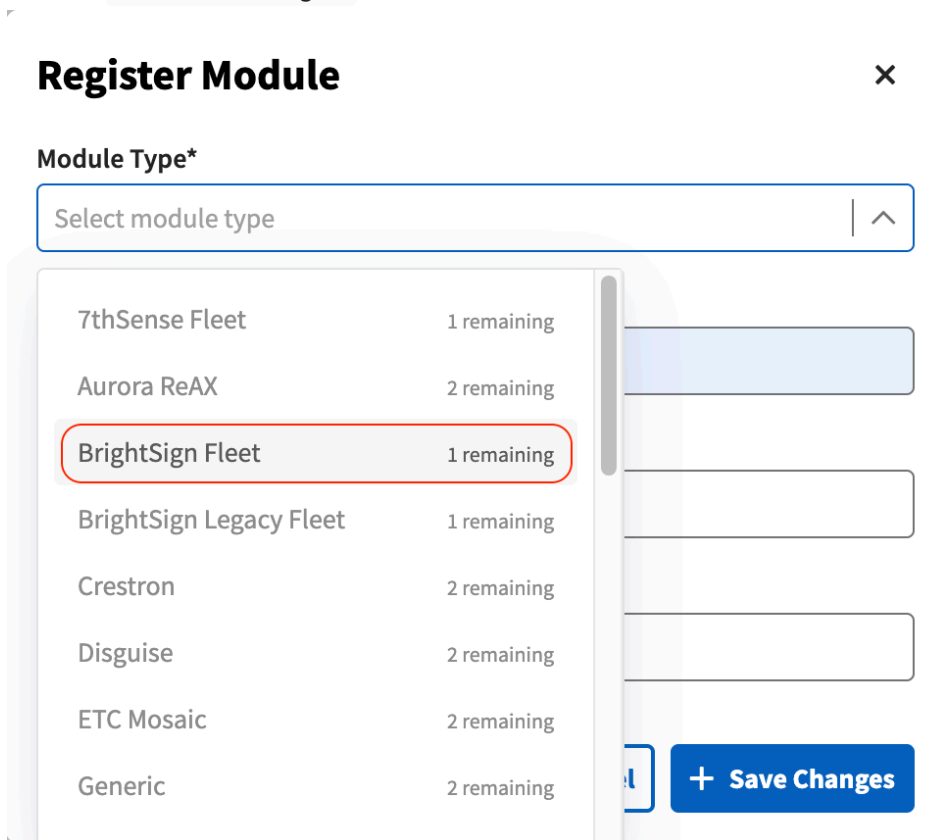 Register Module
Module Type*
Select module type
7thSense Fleet 1 remaining
Aurora ReAX 2 remaining
BrightSign Fleet 1 remaining
BrightSign Legacy Fleet 1 remaining
Crestron 2 remaining
Disguise 2 remaining
ETC Mosaic 2 remaining
Generic 2 remaining
+ Save Changes